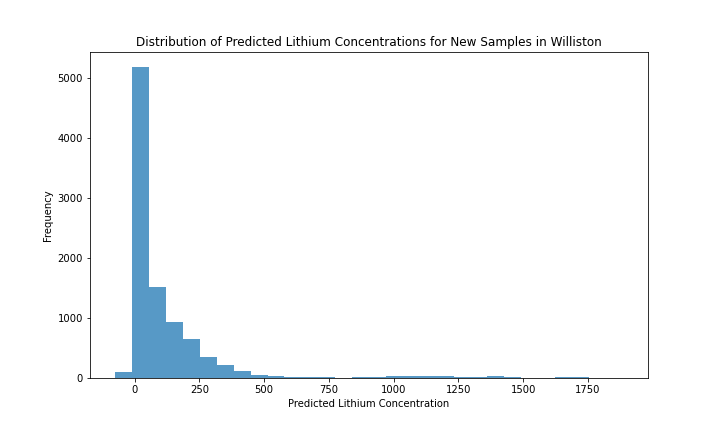 Distribution of Predicted Lithium Concentrations for New Samples in Williston
Frequency
5000
4000
3000
2000
1000
0
0 250 500 750 1000 1250 1500 1750
Predicted Lithium Concentration